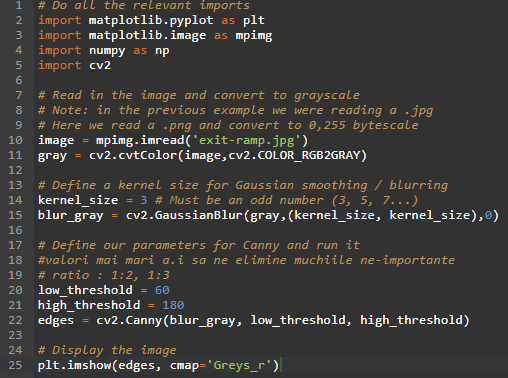 1 # Do all the relevant imports
2 import matplotlib.pyplot as plt
3 import matplotlib.image as mpimg
4 import numpy as np
5 import cv2
6
7 # Read in the image and convert to grayscale
8 # Note: in the previous example we were reading a .jpg
9 # Here we read a .png and convert to 0,255 bytescale
10 image = mpimg.imread('exit-ramp.jpg')
11 gray = cv2.cvtColor(image,cv2.COLOR_RGB2GRAY)
12
13 # Define a kernel size for Gaussian smoothing / blurring
14 kernel_size = 3 # Must be an odd number (3, 5, 7...)
15 blur_gray = cv2.GaussianBlur(gray,(kernel_size, kernel_size),0)
16
17 # Define our parameters for Canny and run it
18 #valori mai mari a.i sa ne elimine muchiile ne-importante
19 # ratio : 1:2, 1:3
20 low_threshold = 60
21 high_threshold = 180
22 edges = cv2.Canny(blur_gray, low_threshold, high_threshold)
23
24 # Display the image
25 plt.imshow(edges, cmap='Greys_r')